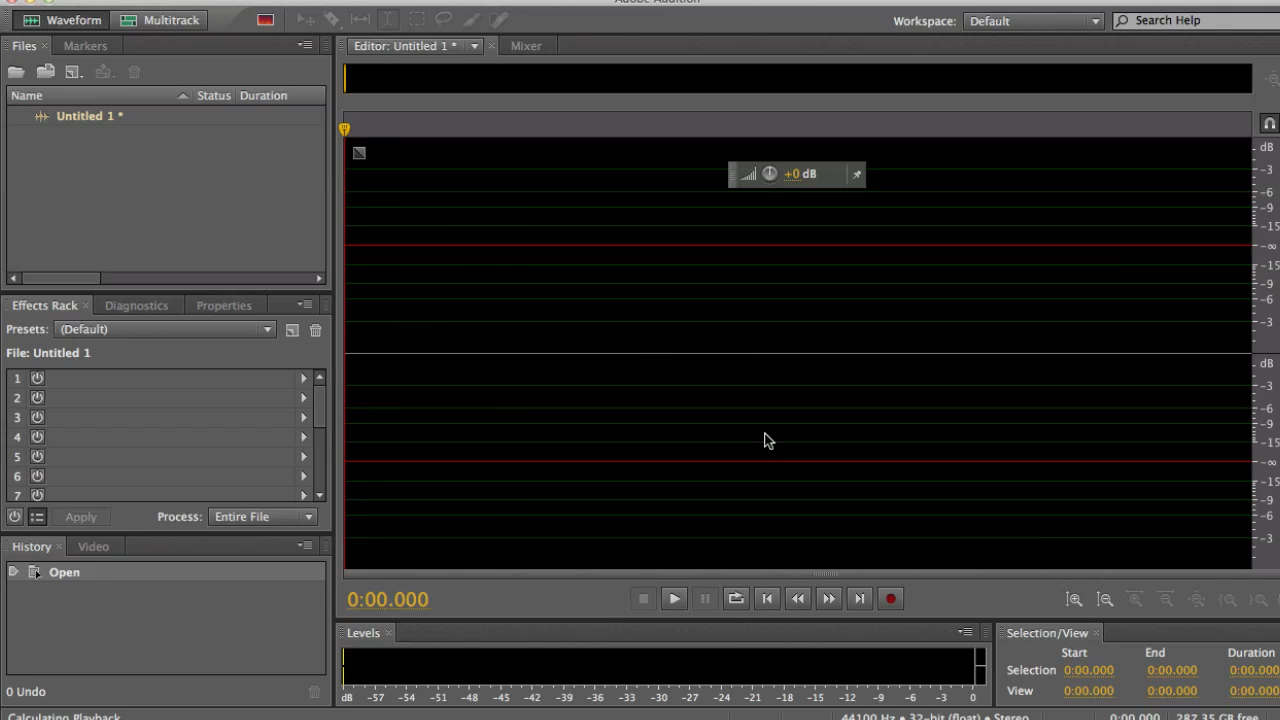 Adobe Audition
Waveform
Multitrack
Workspace: Default
Search Help
Files
Markers
Editor: Untitled 1 *
Mixer
Name
Status
Duration
Untitled 1 *
+0 dB
dB
-3
-6
-9
-15
-∞
-15
-9
-6
-3
dB
-3
-6
-9
-15
-∞
-15
-9
-6
-3
Effects Rack
Diagnostics
Properties
Presets: (Default)
File: Untitled 1
1
2
3
4
5
6
7
Apply
Process: Entire File
History
Video
Open
0 Undo
0:00.000
Levels
dB -57 -54 -51 -48 -45 -42 -39 -36 -33 -30 -27 -24 -21 -18 -15 -12 -9 -6 -3 0
Selection/View
Start End Duration
Selection 0:00.000 0:00.000 0:00.000
View 0:00.000 0:00.000 0:00.000
Calculating Playback
44100 Hz • 32-bit (float) • Stereo
0:00.000
287.35 GB free